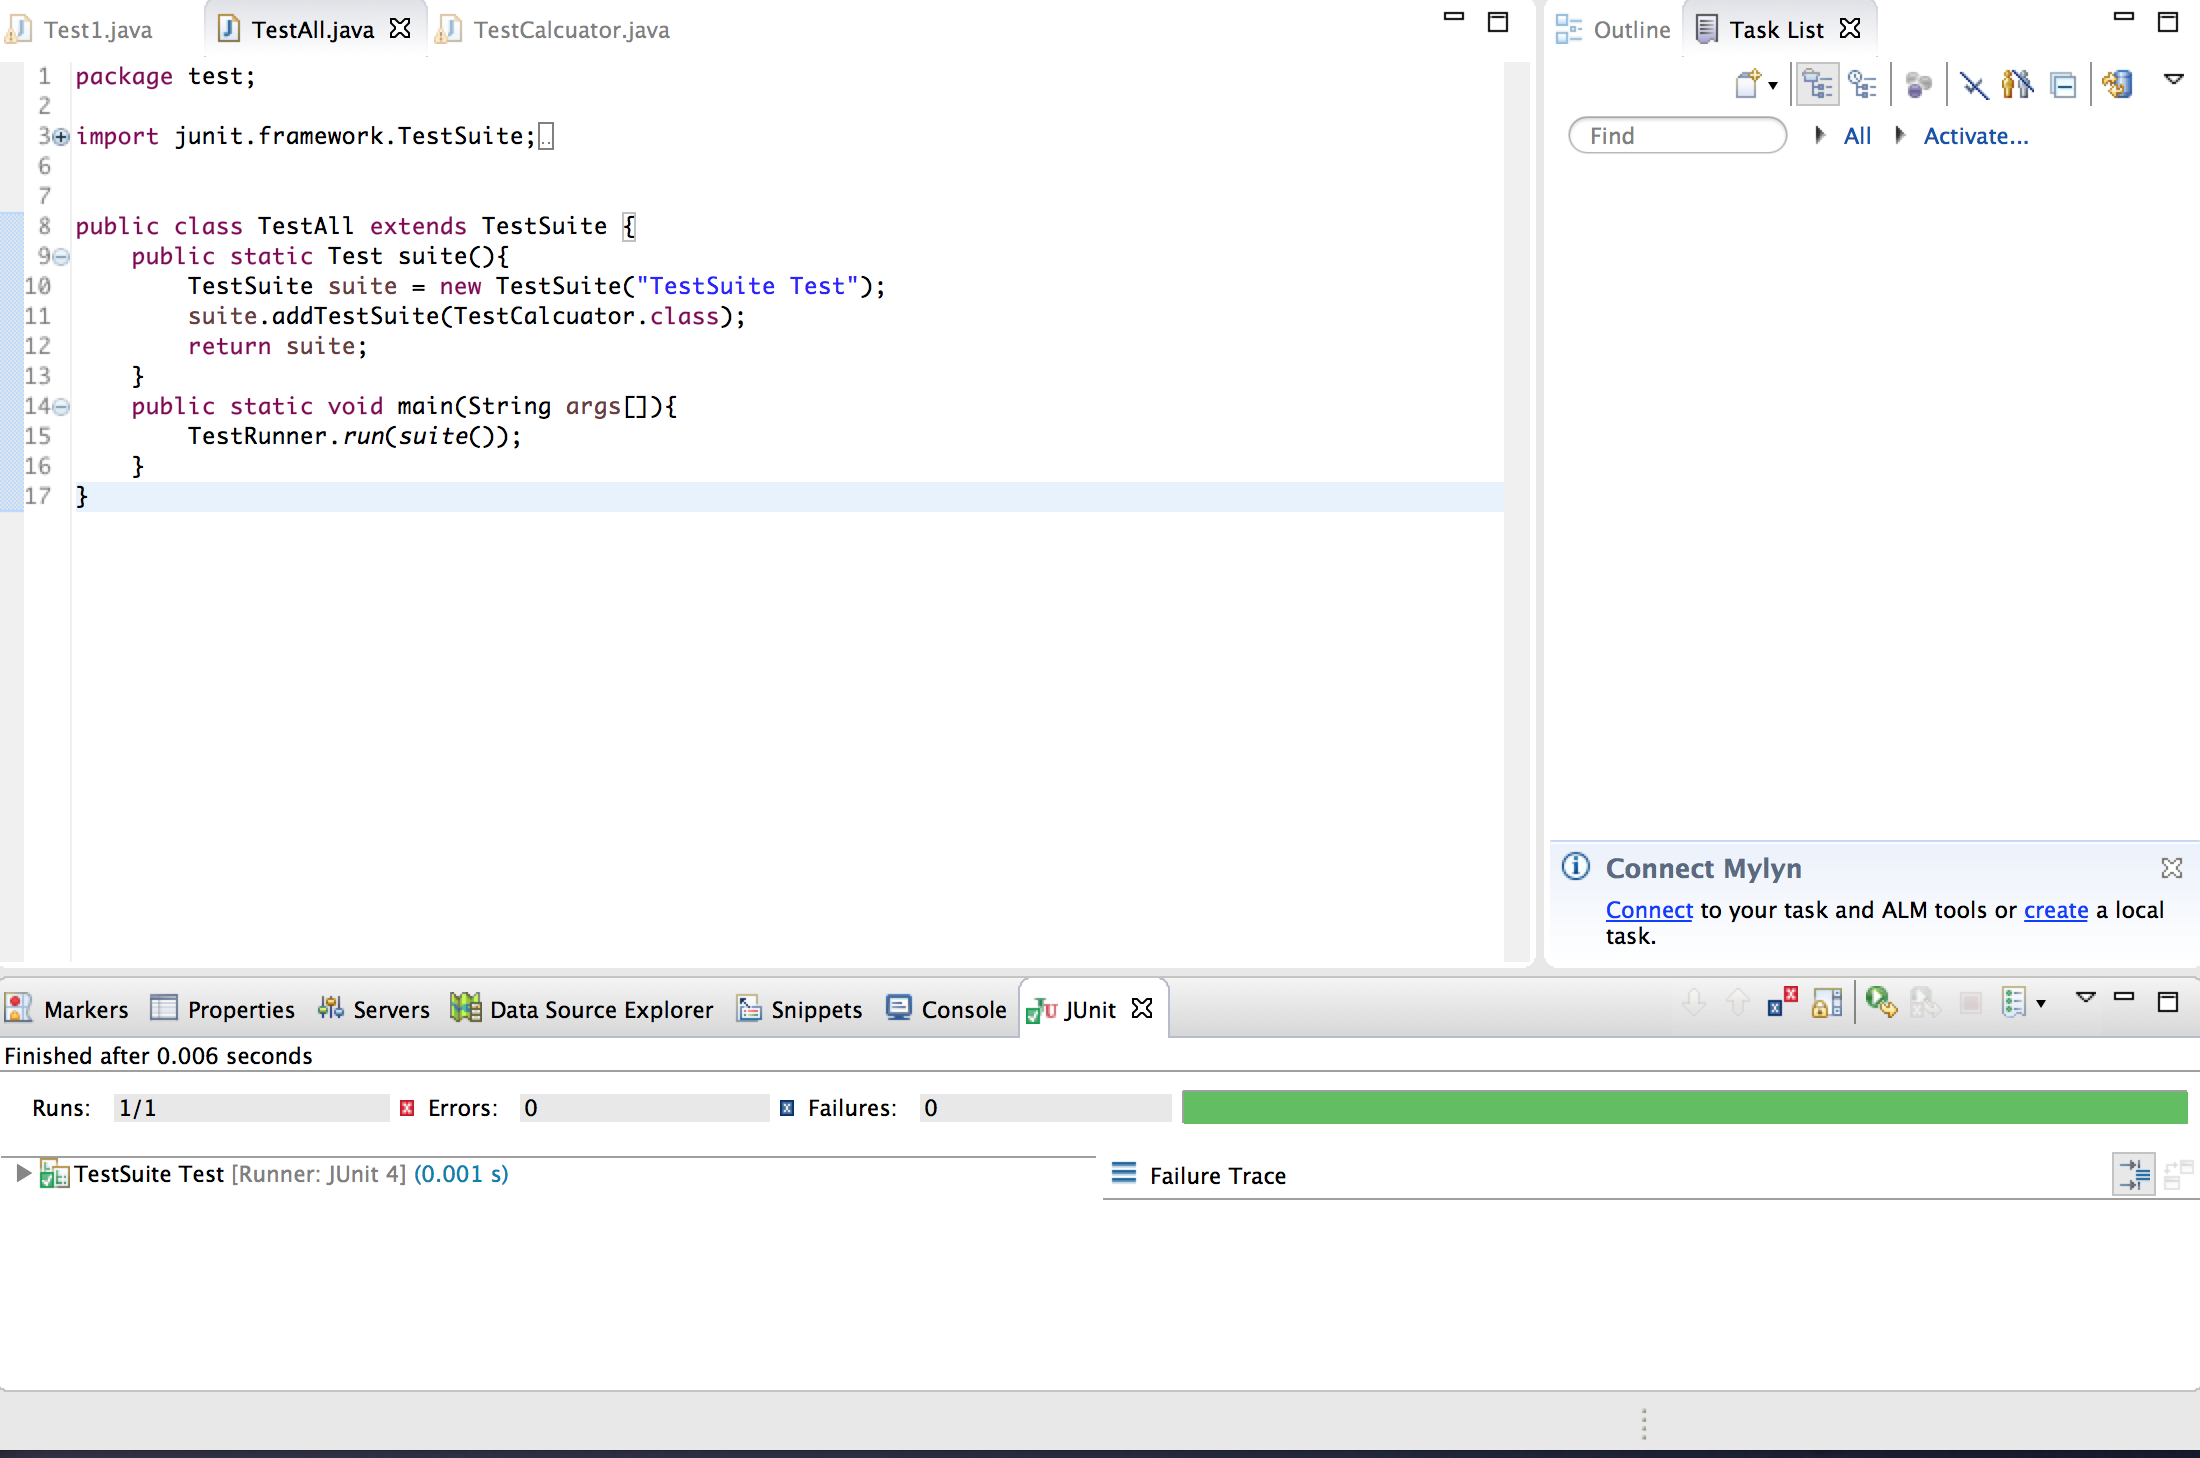 Test1.java
TestAll.java
TestCalcuator.java
Outline
Task List
1 package test;
2
3 import junit.framework.TestSuite;..
6
7
8 public class TestAll extends TestSuite {
9     public static Test suite(){
10         TestSuite suite = new TestSuite("TestSuite Test");
11         suite.addTestSuite(TestCalcuator.class);
12         return suite;
13     }
14     public static void main(String args[]){
15         TestRunner.run(suite());
16     }
17 }
Find
All
Activate...
Connect Mylyn
Connect to your task and ALM tools or create a local
task.
Markers
Properties
Servers
Data Source Explorer
Snippets
Console
JUnit
Finished after 0.006 seconds
Runs: 1/1
Errors: 0
Failures: 0
TestSuite Test [Runner: JUnit 4] (0.001 s)
Failure Trace